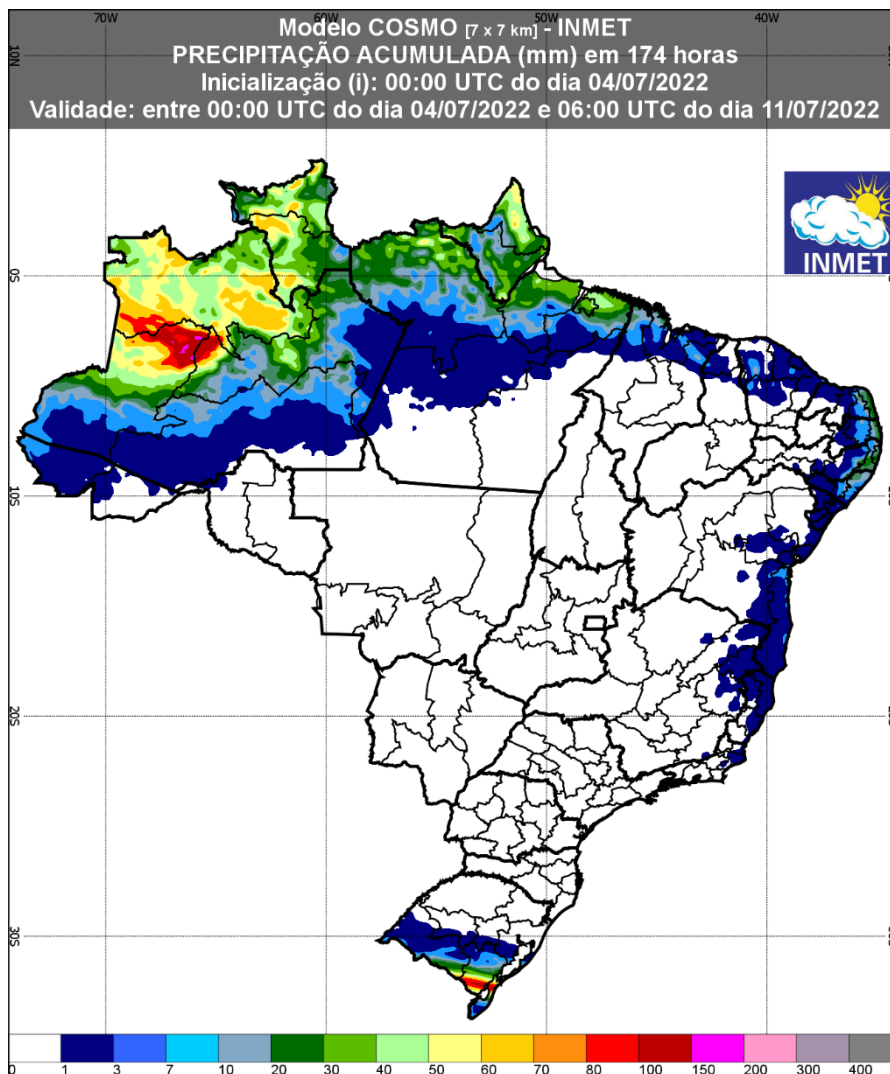 70W 60W 50W 40W
Modelo COSMO [7 x 7 km] - INMET
PRECIPITAÇÃO ACUMULADA (mm) em 174 horas
Inicialização (i): 00:00 UTC do dia 04/07/2022
Validade: entre 00:00 UTC do dia 04/07/2022 e 06:00 UTC do dia 11/07/2022
10N
INMET
0S
10S
20S
30S
0 1 3 7 10 20 30 40 50 60 70 80 100 150 200 300 400